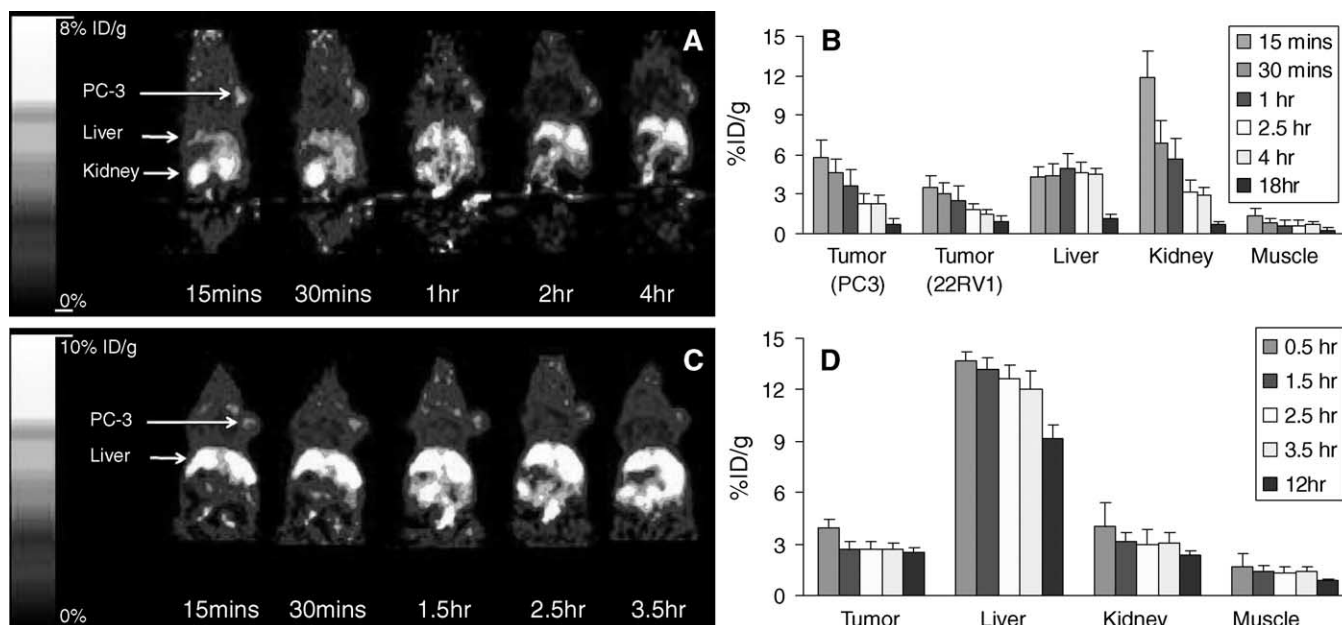 8% ID/g
A
PC-3
Liver
Kidney
0%
15mins 30mins 1hr 2hr 4hr
B
15
12
9
6
3
0
%ID/g
15 mins
30 mins
1 hr
2.5 hr
4 hr
18hr
Tumor (PC3)
Tumor (22RV1)
Liver
Kidney
Muscle
10% ID/g
C
PC-3
Liver
0%
15mins 30mins 1.5hr 2.5hr 3.5hr
D
15
12
9
6
3
0
%ID/g
0.5 hr
1.5 hr
2.5 hr
3.5 hr
12hr
Tumor Liver Kidney Muscle